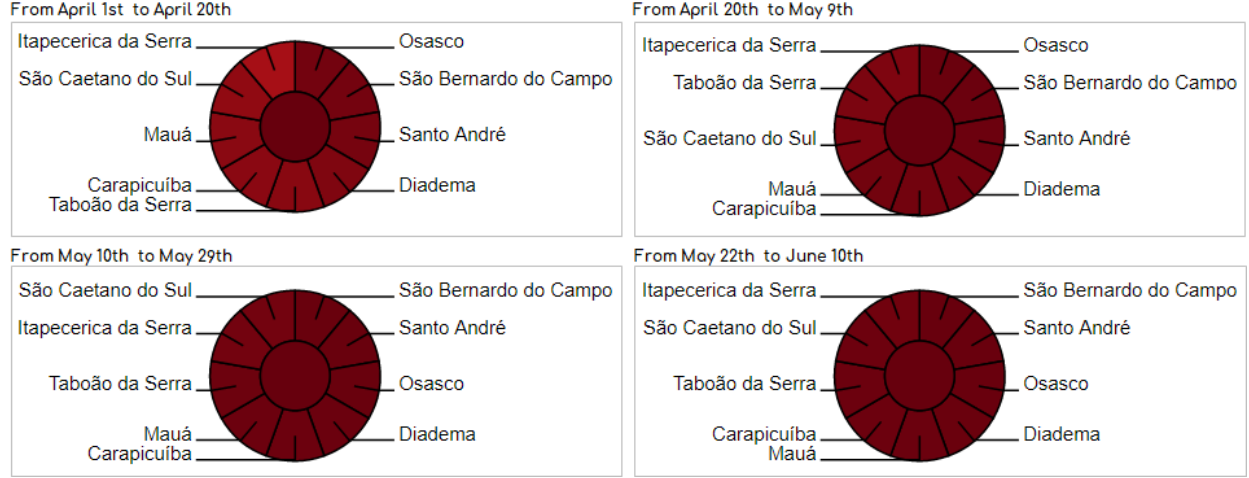 From April 1st to April 20th
Itapecerica da Serra
Osasco
São Caetano do Sul
São Bernardo do Campo
Mauá
Santo André
Carapicuíba
Diadema
Taboão da Serra
From April 20th to May 9th
Itapecerica da Serra
Osasco
Taboão da Serra
São Bernardo do Campo
São Caetano do Sul
Santo André
Mauá
Diadema
Carapicuíba
From May 10th to May 29th
São Caetano do Sul
São Bernardo do Campo
Itapecerica da Serra
Santo André
Taboão da Serra
Osasco
Mauá
Diadema
Carapicuíba
From May 22th to June 10th
Itapecerica da Serra
São Bernardo do Campo
São Caetano do Sul
Santo André
Taboão da Serra
Osasco
Carapicuíba
Diadema
Mauá